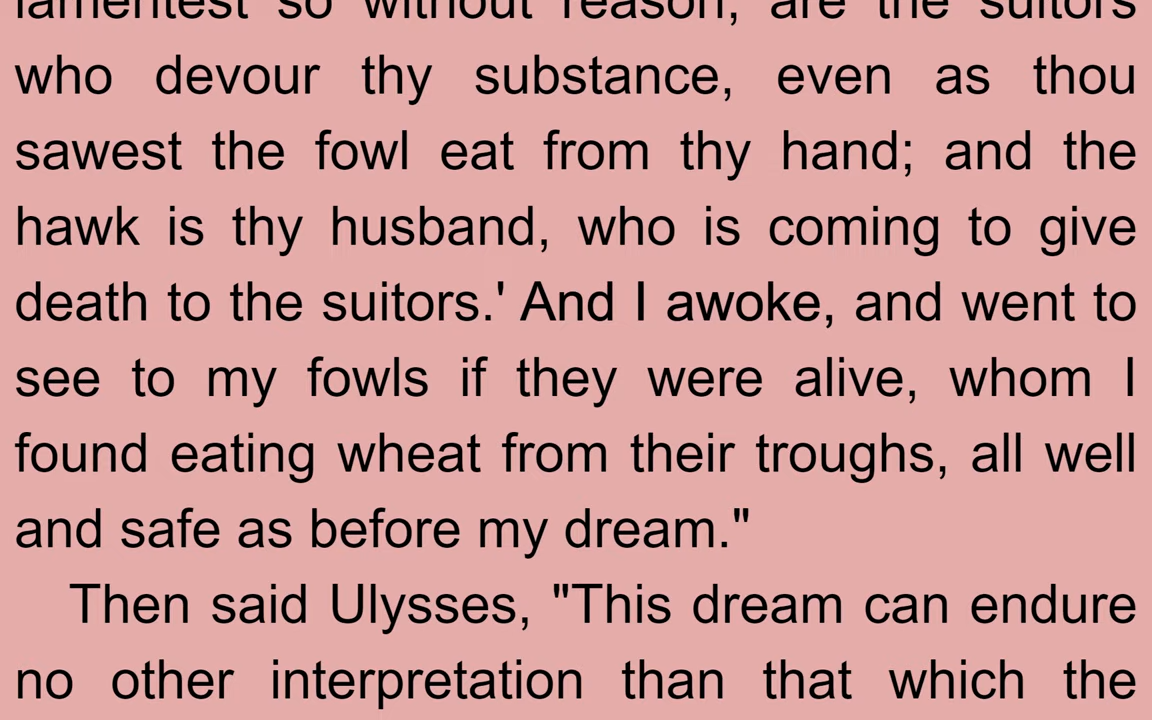 lamentest so without reason, are the suitors
who devour thy substance, even as thou
sawest the fowl eat from thy hand; and the
hawk is thy husband, who is coming to give
death to the suitors.' And I awoke, and went to
see to my fowls if they were alive, whom I
found eating wheat from their troughs, all well
and safe as before my dream."
Then said Ulysses, "This dream can endure
no other interpretation than that which the